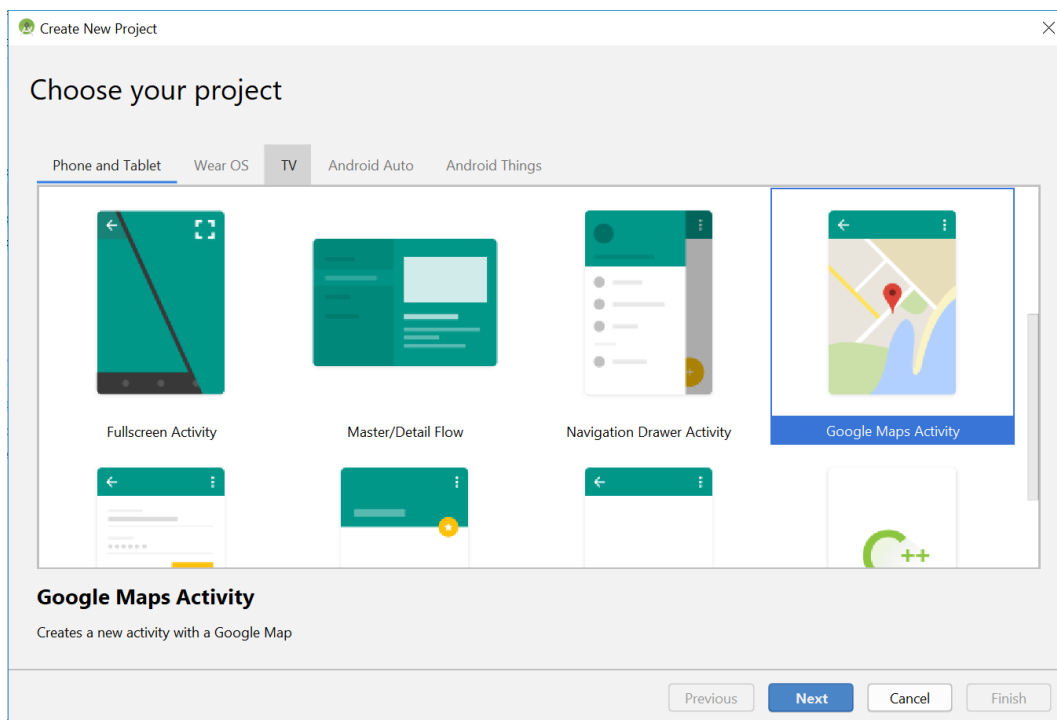 Create New Project
Choose your project
Phone and Tablet
Wear OS
TV
Android Auto
Android Things
Fullscreen Activity
Master/Detail Flow
Navigation Drawer Activity
Google Maps Activity
++
Google Maps Activity
Creates a new activity with a Google Map
Previous
Next
Cancel
Finish